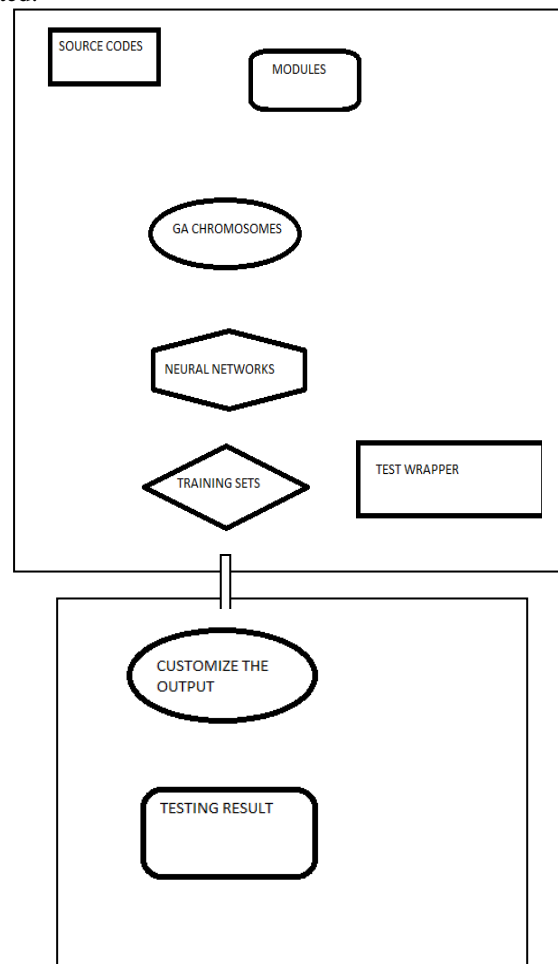 SOURCE CODES
MODULES
GA CHROMOSOMES
NEURAL NETWORKS
TRAINING SETS
TEST WRAPPER
CUSTOMIZE THE
OUTPUT
TESTING RESULT